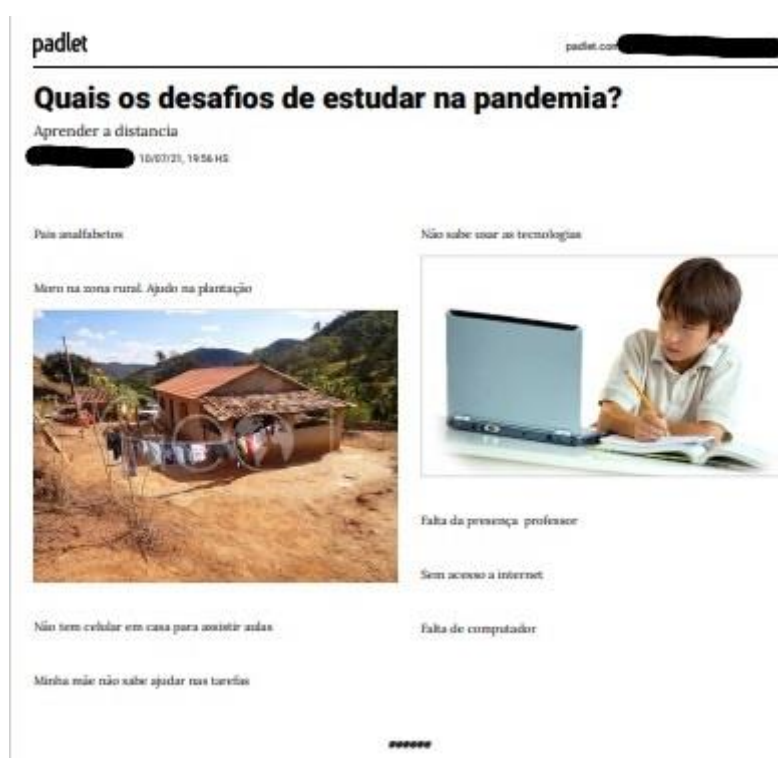 padlet
padlet.com
Quais os desafios de estudar na pandemia?
Aprender a distancia
10/07/21, 19:56 HS
Pais analfabetos
Moro na zona rural. Ajudo na plantação
Não tem celular em casa para assistir aulas
Minha mãe não sabe ajudar nas tarefas
Não sabe usar as tecnologias
Falta da presença professor
Sem acesso a internet
Falta de computador
######